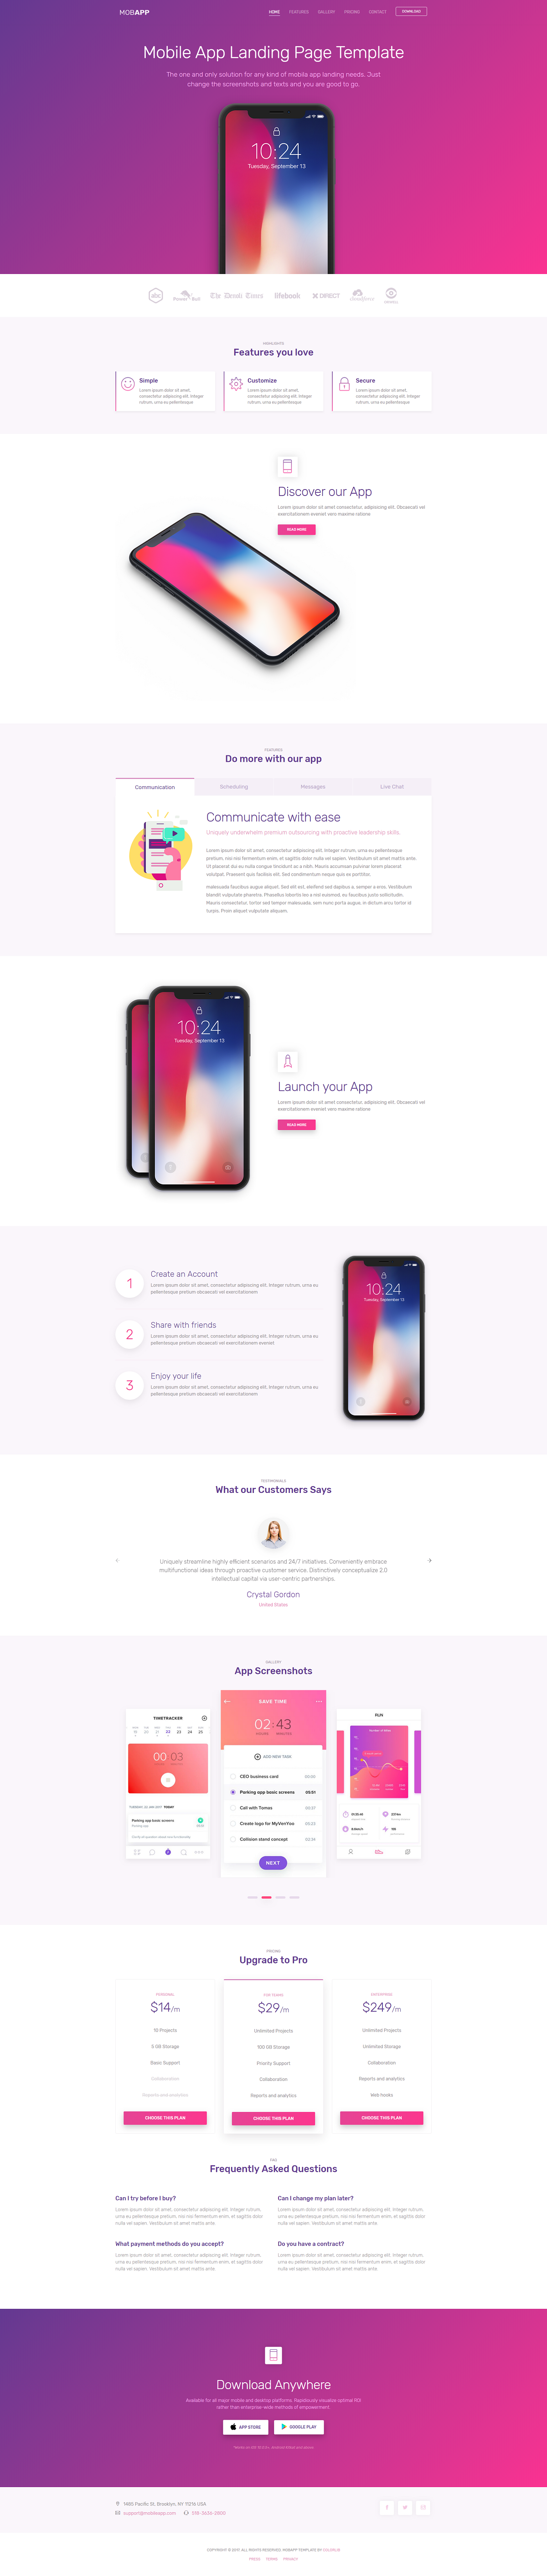 MOBAPP
HOME FEATURES GALLERY PRICING CONTACT DOWNLOAD
Mobile App Landing Page Template
The one and only solution for any kind of mobila app landing needs. Just
change the screenshots and texts and you are good to go.
10:24
Tuesday, September 13
abc
The Dende Times
lifebook
DIRECT
HIGHLIGHTS
Features you love
Simple
Lorem ipsum dolor sit amet,
consectetur adipiscing elit. Integer
rutrum, urna eu pellentesque
Customize
Lorem ipsum dolor sit amet,
consectetur adipiscing elit. Integer
rutrum, urna eu pellentesque
Secure
Lorem ipsum dolor sit amet,
consectetur adipiscing elit. Integer
rutrum, urna eu pellentesque
Discover our App
Lorem ipsum dolor sit amet consectetur, adipisicing elit. Obcaecati vel
exercitationem eveniet vero maxime ratione
READ MORE
FEATURES
Do more with our app
Communication Scheduling Messages Live Chat
Communicate with ease
Uniquely underwhelm premium outsourcing with proactive leadership skills.
Lorem ipsum dolor sit amet, consectetur adipiscing elit. Integer rutrum, urna eu pellentesque
pretium, nisi nisi fermentum enim, et sagittis dolor nulla vel sapien. Vestibulum sit amet mattis ante.
Ut placerat dui eu nulla congue tincidunt ac a nibh. Mauris accumsan pulvinar lorem placerat
volutpat. Praesent quis facilisis elit. Sed condimentum neque quis ex porttitor,
malesuada faucibus augue aliquet. Sed elit est, eleifend sed dapibus a, semper a eros. Vestibulum
blandit vulputate pharetra. Phasellus lobortis leo a nisl euismod, eu faucibus justo sollicitudin.
Mauris consectetur, tortor sed tempor malesuada, sem nunc porta augue, in dictum arcu tortor id
turpis. Proin aliquet vulputate aliquam.
10:24
Tuesday, September 13
Launch your App
Lorem ipsum dolor sit amet consectetur, adipisicing elit. Obcaecati vel
exercitationem eveniet vero maxime ratione
READ MORE
1
Create an Account
Lorem ipsum dolor sit amet, consectetur adipiscing elit. Integer rutrum, urna eu
pellentesque pretium obcaecati vel exercitationem
2
Share with friends
Lorem ipsum dolor sit amet, consectetur adipiscing elit. Integer rutrum, urna eu
pellentesque pretium obcaecati vel exercitationem eveniet
3
Enjoy your life
Lorem ipsum dolor sit amet, consectetur adipiscing elit. Integer rutrum, urna eu
pellentesque pretium obcaecati vel exercitationem
10:24
Tuesday, September 13
TESTIMONIALS
What our Customers Says
Uniquely streamline highly efficient scenarios and 24/7 initiatives. Conveniently embrace
multifunctional ideas through proactive customer service. Distinctively conceptualize 2.0
intellectual capital via user-centric partnerships.
Crystal Gordon
United States
GALLERY
App Screenshots
TIMETRACKER
00:03
TODAY
Parking app basic screens
SAVE TIME
02:43
ADD NEW TASK
CEO business card 00:00
Parking app basic screens 05:51
Call with Tomas 03:37
Create logo for MyVenYoo 05:23
Collision stand concept 02:34
NEXT
RUN
PRICING
Upgrade to Pro
PERSONAL
$14/m
10 Projects
5 GB Storage
Basic Support
Collaboration
Reports and analytics
CHOOSE THIS PLAN
FOR TEAMS
$29/m
Unlimited Projects
100 GB Storage
Priority Support
Collaboration
Reports and analytics
CHOOSE THIS PLAN
ENTERPRISE
$249/m
Unlimited Projects
Unlimited Storage
Collaboration
Reports and analytics
Web hooks
CHOOSE THIS PLAN
FAQ
Frequently Asked Questions
Can I try before I buy?
Lorem ipsum dolor sit amet, consectetur adipiscing elit. Integer rutrum,
urna eu pellentesque pretium, nisi nisi fermentum enim, et sagittis dolor
nulla vel sapien. Vestibulum sit amet mattis ante.
Can I change my plan later?
Lorem ipsum dolor sit amet, consectetur adipiscing elit. Integer rutrum,
urna eu pellentesque pretium, nisi nisi fermentum enim, et sagittis dolor
nulla vel sapien. Vestibulum sit amet mattis ante.
What payment methods do you accept?
Lorem ipsum dolor sit amet, consectetur adipiscing elit. Integer rutrum,
urna eu pellentesque pretium, nisi nisi fermentum enim, et sagittis dolor
nulla vel sapien. Vestibulum sit amet mattis ante.
Do you have a contract?
Lorem ipsum dolor sit amet, consectetur adipiscing elit. Integer rutrum,
urna eu pellentesque pretium, nisi nisi fermentum enim, et sagittis dolor
nulla vel sapien. Vestibulum sit amet mattis ante.
Download Anywhere
Available for all major mobile and desktop platforms. Rapidiously visualize optimal ROI
rather than enterprise-wide methods of empowerment.
APP STORE GOOGLE PLAY
1485 Pacific St, Brooklyn, NY 11216 USA
support@mobileapp.com 518-3636-2800
COPYRIGHT © 2017. ALL RIGHTS RESERVED. MOBAPP TEMPLATE BY COLORLIB
PRESS TERMS PRIVACY